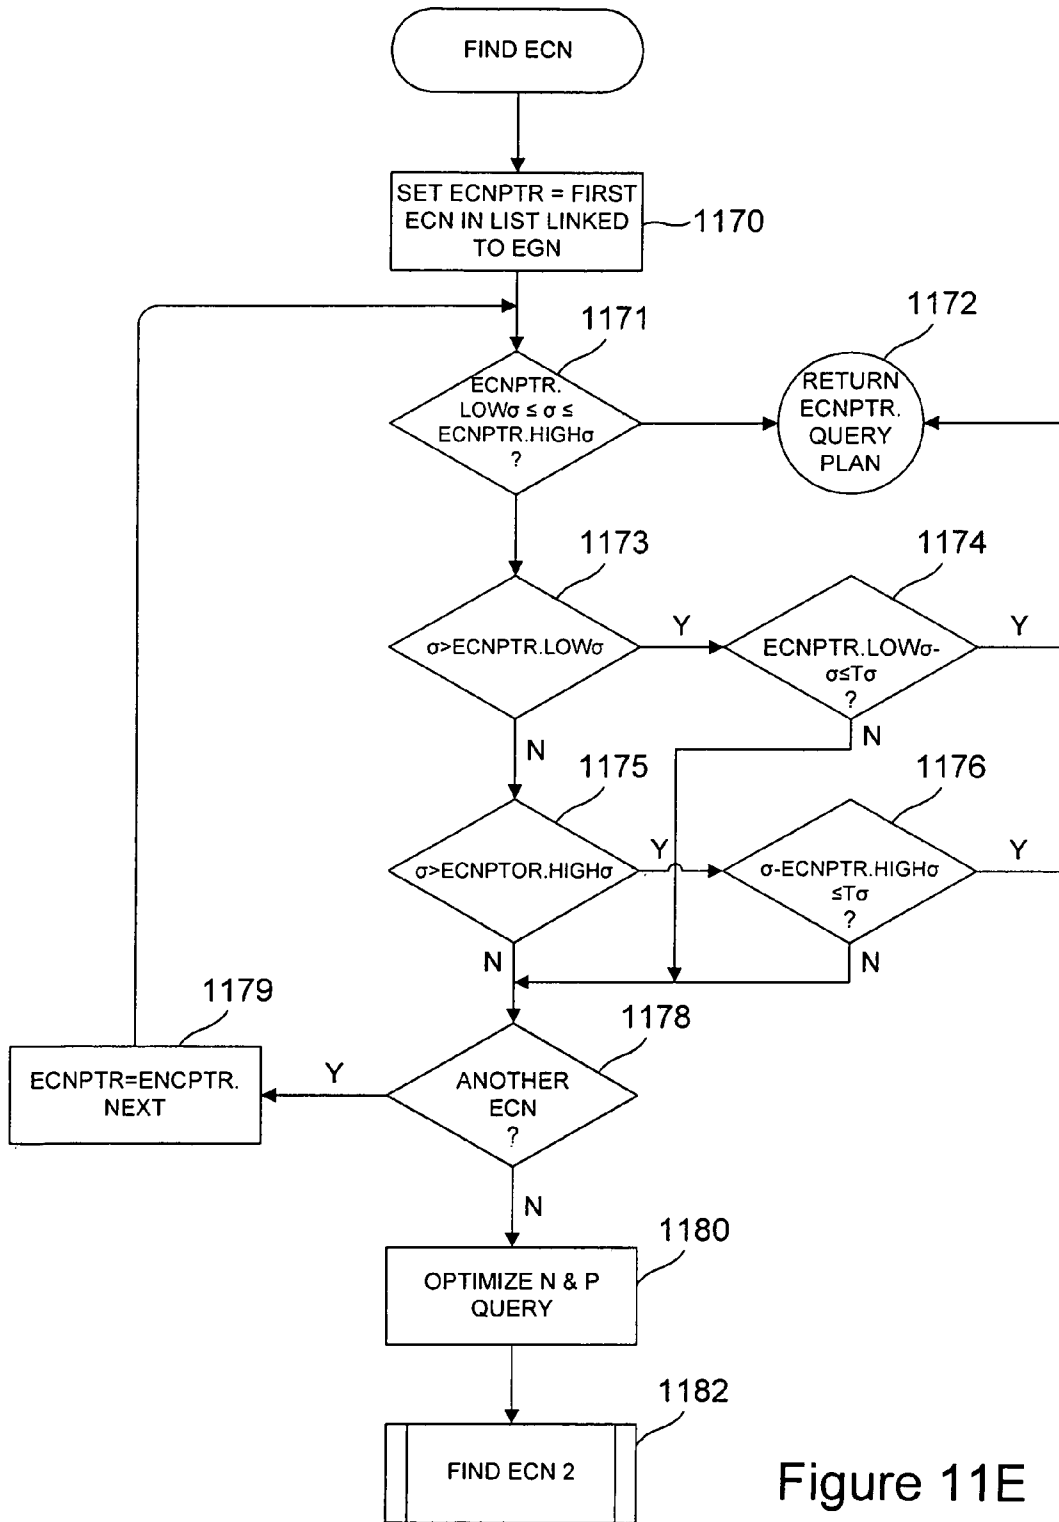 FIND ECN
SET ECNPTR = FIRST
ECN IN LIST LINKED
TO EGN
1170
1171
ECNPTR.
LOWσ ≤ σ ≤
ECNPTR.HIGHσ
?
1172
RETURN
ECNPTR.
QUERY
PLAN
1173
σ>ECNPTR.LOWσ
Y
N
1174
ECNPTR.LOWσ-
σ≤Tσ
?
Y
N
1175
σ>ECNPTOR.HIGHσ
Y
N
1176
σ-ECNPTR.HIGHσ
≤Tσ
?
Y
N
1178
ANOTHER
ECN
?
Y
N
1179
ECNPTR=ENCPTR.
NEXT
1180
OPTIMIZE N & P
QUERY
1182
FIND ECN 2
Figure 11E